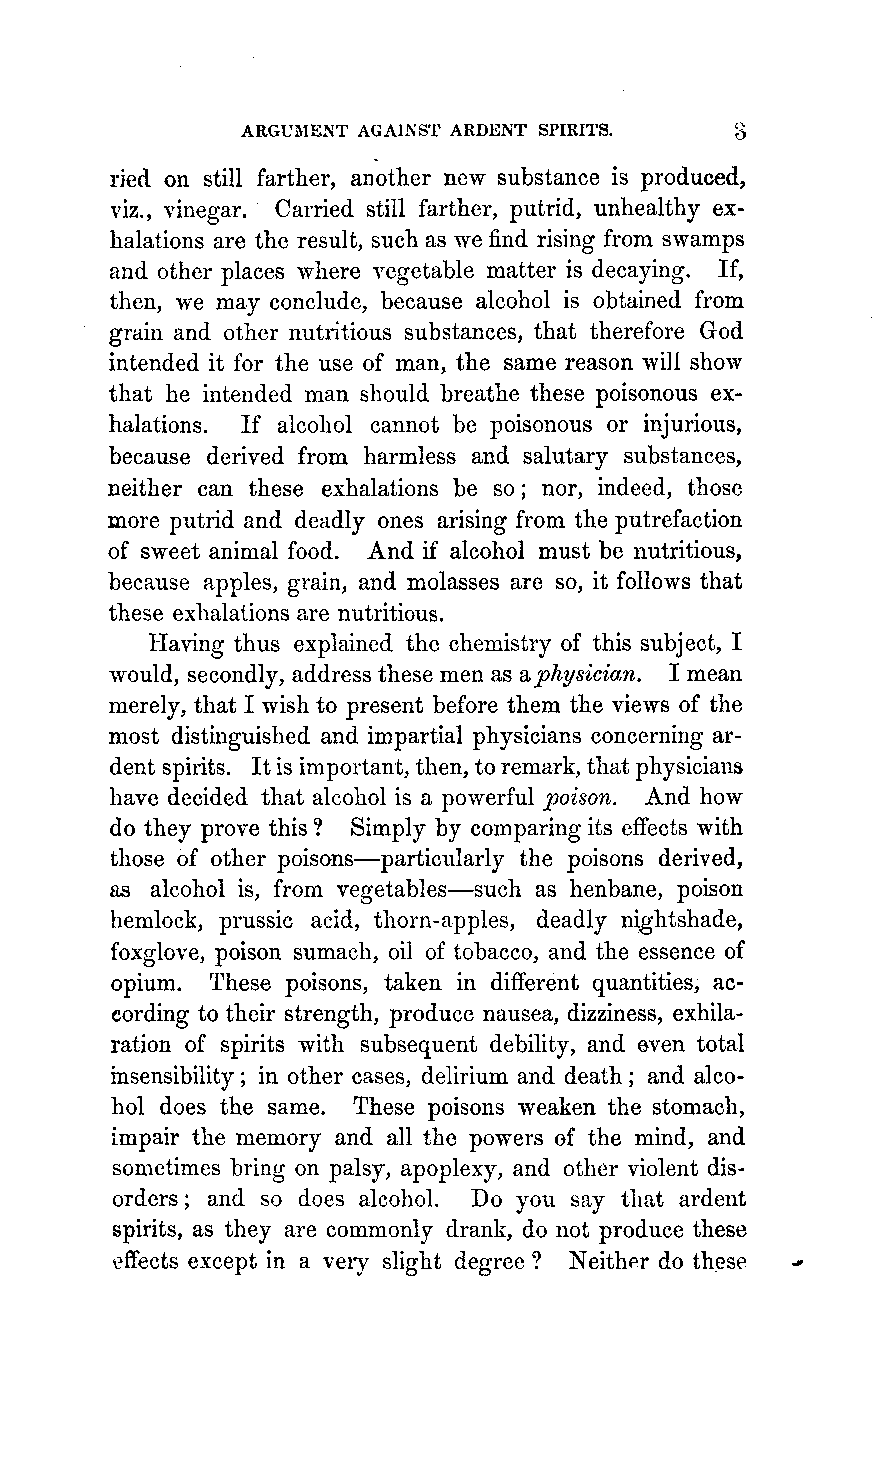 ARGUMENT AGAINST ARDENT SPIRITS. 3
ried on still farther, another new substance is produced,
viz., vinegar. Carried still farther, putrid, unhealthy ex-
halations are the result, such as we find rising from swamps
and other places where vegetable matter is decaying. If,
then, we may conclude, because alcohol is obtained from
grain and other nutritious substances, that therefore God
intended it for the use of man, the same reason will show
that he intended man should breathe these poisonous ex-
halations. If alcohol cannot be poisonous or injurious,
because derived from harmless and salutary substances,
neither can these exhalations be so; nor, indeed, those
more putrid and deadly ones arising from the putrefaction
of sweet animal food. And if alcohol must be nutritious,
because apples, grain, and molasses are so, it follows that
these exhalations are nutritious.
Having thus explained the chemistry of this subject, I
would, secondly, address these men as a physician. I mean
merely, that I wish to present before them the views of the
most distinguished and impartial physicians concerning ar-
dent spirits. It is important, then, to remark, that physicians
have decided that alcohol is a powerful poison. And how
do they prove this? Simply by comparing its effects with
those of other poisons—particularly the poisons derived,
as alcohol is, from vegetables—such as henbane, poison
hemlock, prussic acid, thorn-apples, deadly nightshade,
foxglove, poison sumach, oil of tobacco, and the essence of
opium. These poisons, taken in different quantities, ac-
cording to their strength, produce nausea, dizziness, exhila-
ration of spirits with subsequent debility, and even total
insensibility; in other cases, delirium and death; and alco-
hol does the same. These poisons weaken the stomach,
impair the memory and all the powers of the mind, and
sometimes bring on palsy, apoplexy, and other violent dis-
orders; and so does alcohol. Do you say that ardent
spirits, as they are commonly drank, do not produce these
effects except in a very slight degree? Neither do these